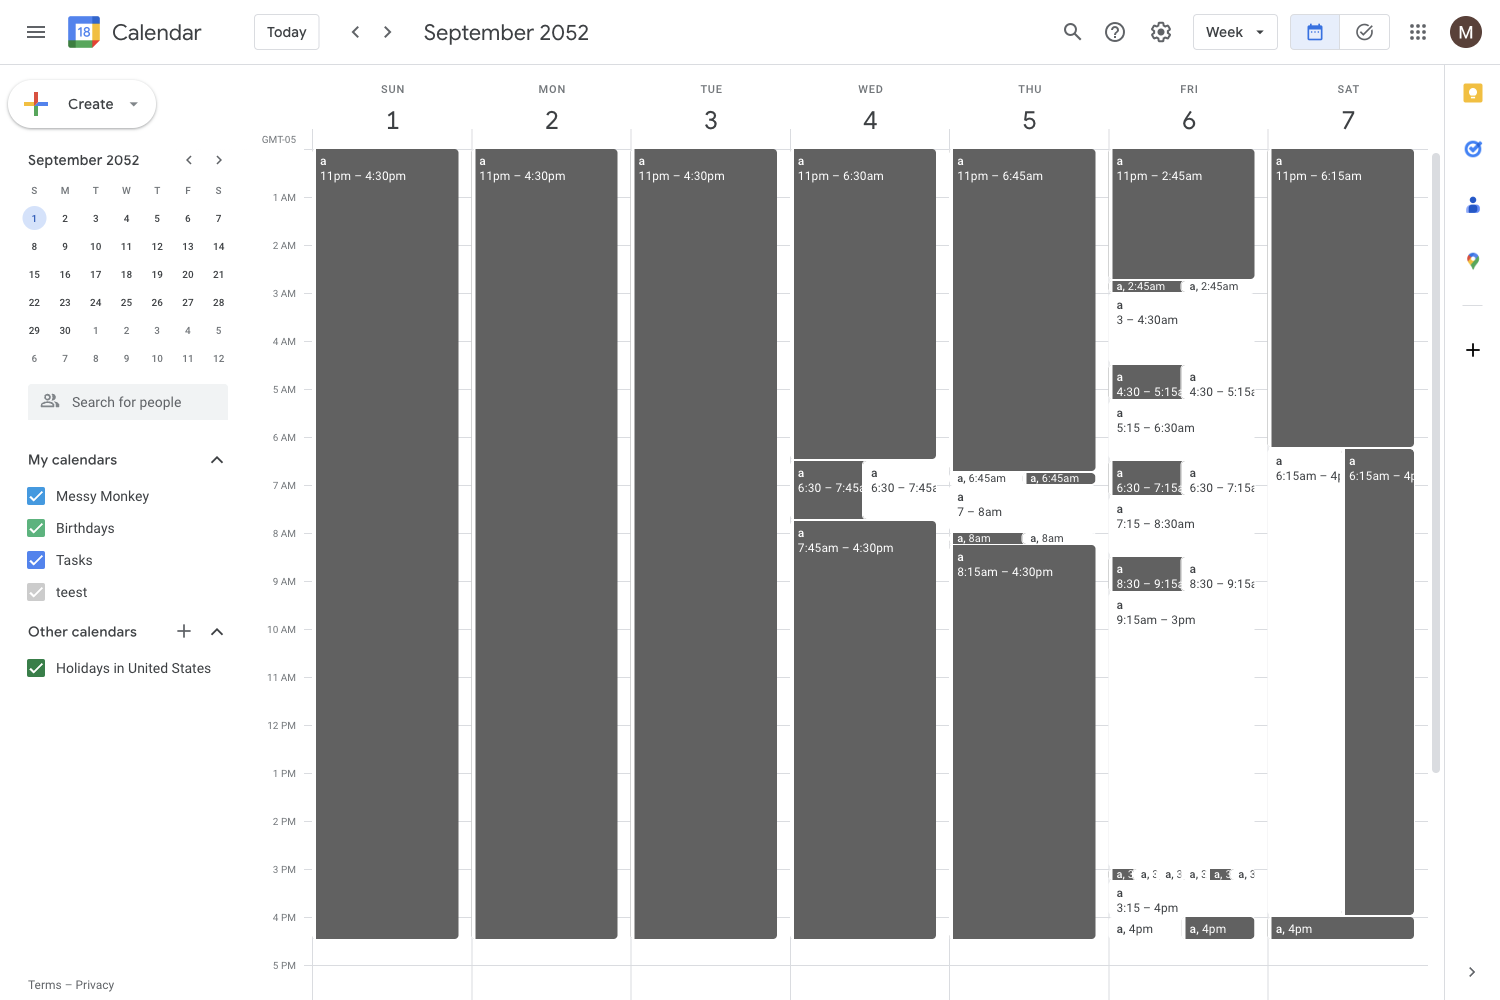 18 Calendar Today September 2052 Week M
Create
September 2052
S M T W T F S
1 2 3 4 5 6 7
8 9 10 11 12 13 14
15 16 17 18 19 20 21
22 23 24 25 26 27 28
29 30 1 2 3 4 5
6 7 8 9 10 11 12
Search for people
My calendars
Messy Monkey
Birthdays
Tasks
teest
Other calendars
Holidays in United States
Terms – Privacy
SUN MON TUE WED THU FRI SAT
1 2 3 4 5 6 7
GMT-05
1 AM
2 AM
3 AM
4 AM
5 AM
6 AM
7 AM
8 AM
9 AM
10 AM
11 AM
12 PM
1 PM
2 PM
3 PM
4 PM
5 PM
a
11pm – 4:30pm
a
11pm – 4:30pm
a
11pm – 4:30pm
a
11pm – 6:30am
a
6:30 – 7:45a
a
6:30 – 7:45a
a
7:45am – 4:30pm
a
11pm – 6:45am
a, 6:45am
a, 6:45am
a
7 – 8am
a, 8am
a, 8am
a
8:15am – 4:30pm
a
11pm – 2:45am
a, 2:45am
a, 2:45am
a
3 – 4:30am
a
4:30 – 5:15a
a
4:30 – 5:15a
a
5:15 – 6:30am
a
6:30 – 7:15a
a
6:30 – 7:15a
a
7:15 – 8:30am
a
8:30 – 9:15a
a
8:30 – 9:15a
a
9:15am – 3pm
a, 3
a, 3
a, 3
a, 3
a, 3
a, 3
a
3:15 – 4pm
a, 4pm
a, 4pm
a
11pm – 6:15am
a
6:15am – 4p
a
6:15am – 4p
a, 4pm